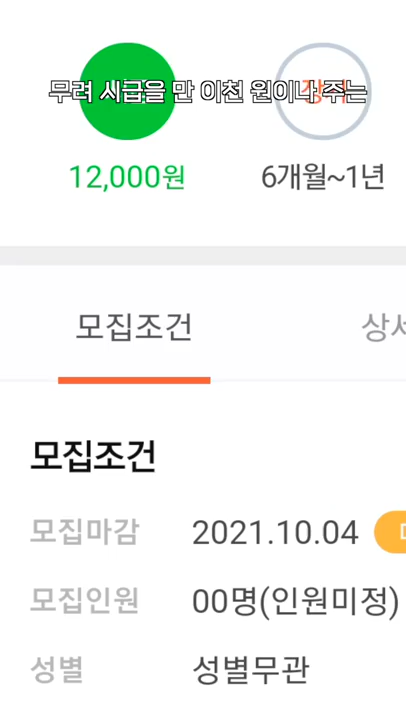 무려 시급을 만 이천 원이나 주는
12,000원
6개월~1년
모집조건
상세
모집조건
모집마감 2021.10.04
모집인원 00명(인원미정)
성별 성별무관